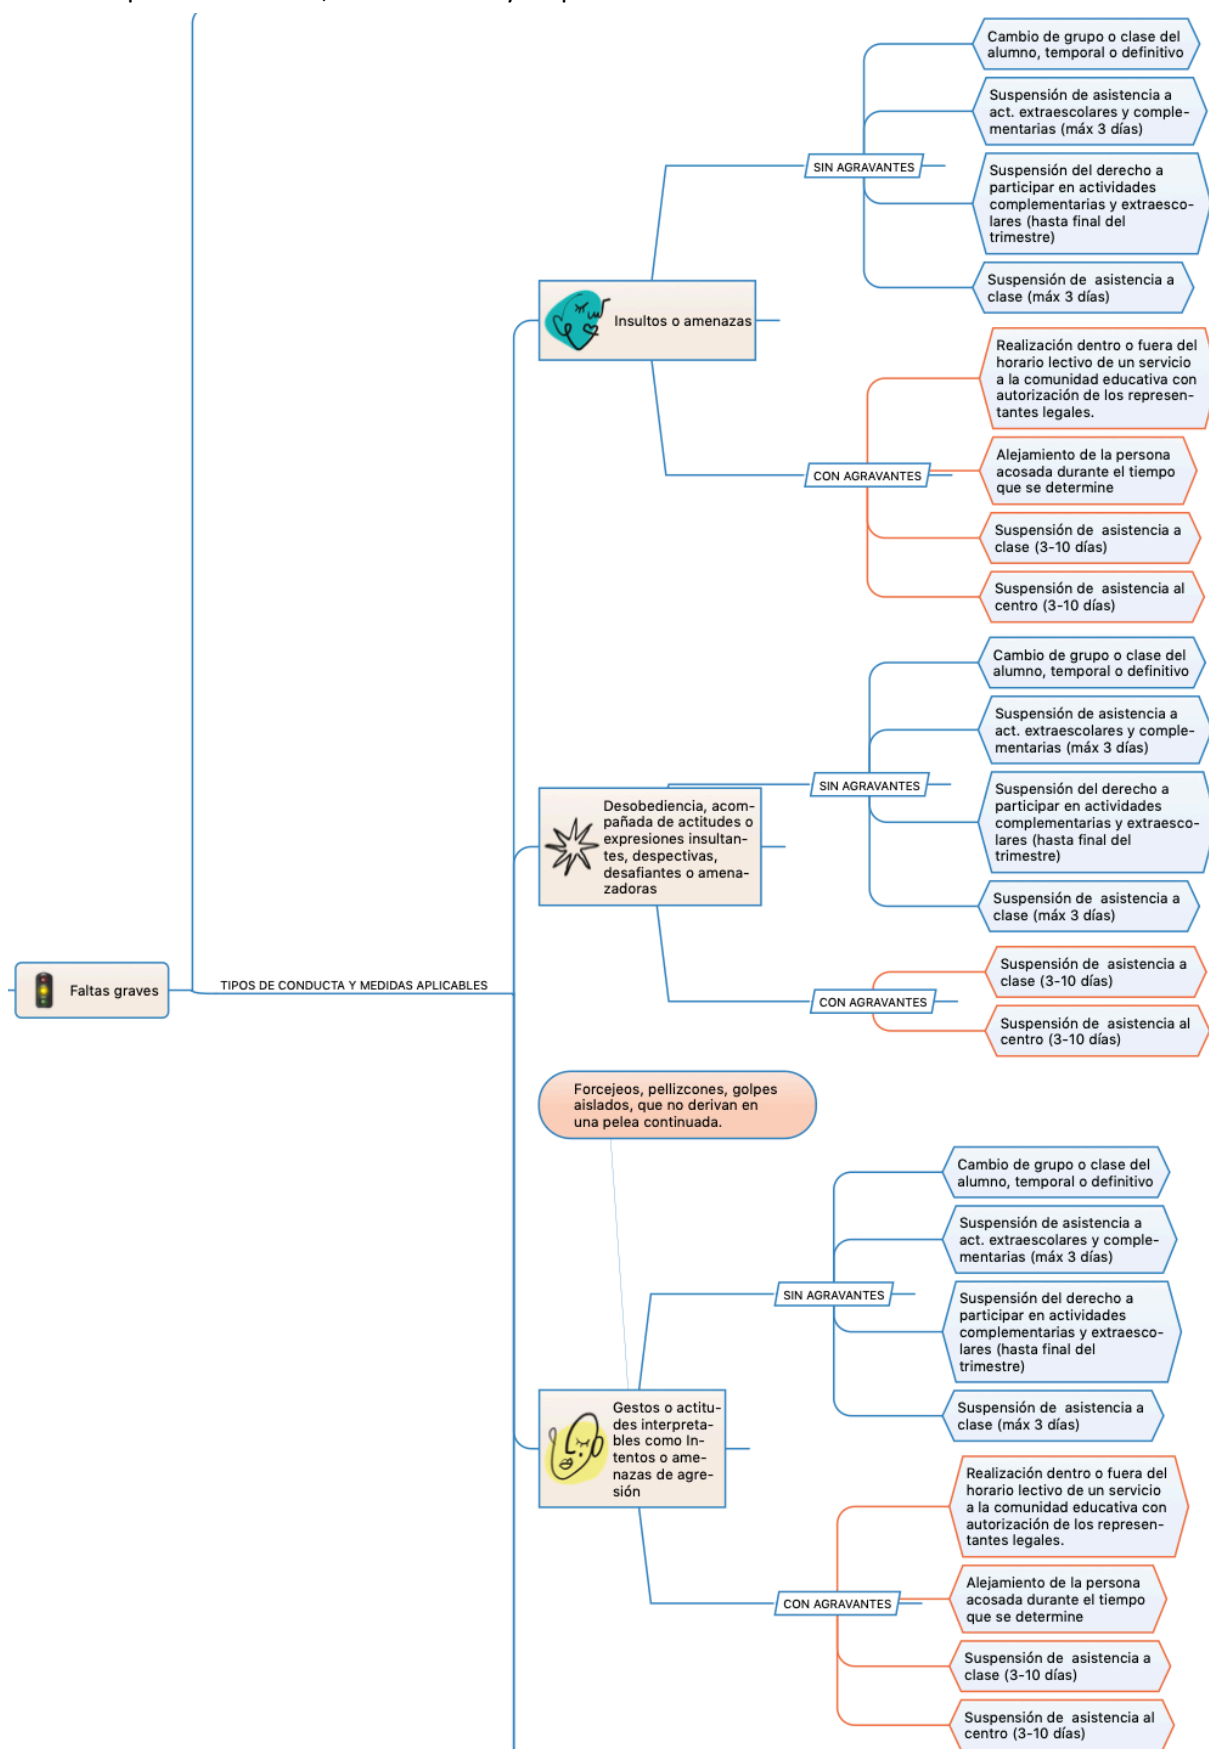 Cambio de grupo o clase del
alumno, temporal o definitivo
Suspensión de asistencia a
act. extraescolares y comple-
mentarias (máx 3 días)
SIN AGRAVANTES
Suspensión del derecho a
participar en actividades
complementarias y extraesco-
lares (hasta final del
trimestre)
Suspensión de  asistencia a
clase (máx 3 días)
Insultos o amenazas
Realización dentro o fuera del
horario lectivo de un servicio
a la comunidad educativa con
autorización de los represen-
tantes legales.
CON AGRAVANTES
Alejamiento de la persona
acosada durante el tiempo
que se determine
Suspensión de  asistencia a
clase (3-10 días)
Suspensión de  asistencia al
centro (3-10 días)
Cambio de grupo o clase del
alumno, temporal o definitivo
Suspensión de asistencia a
act. extraescolares y comple-
mentarias (máx 3 días)
SIN AGRAVANTES
Suspensión del derecho a
participar en actividades
complementarias y extraesco-
lares (hasta final del
trimestre)
Desobediencia, acom-
pañada de actitudes o
expresiones insultan-
tes, despectivas,
desafiantes o amena-
zadoras
Suspensión de  asistencia a
clase (máx 3 días)
Faltas graves
TIPOS DE CONDUCTA Y MEDIDAS APLICABLES
CON AGRAVANTES
Suspensión de  asistencia a
clase (3-10 días)
Suspensión de  asistencia al
centro (3-10 días)
Forcejeos, pellizcones, golpes
aislados, que no derivan en
una pelea continuada.
Cambio de grupo o clase del
alumno, temporal o definitivo
Suspensión de asistencia a
act. extraescolares y comple-
mentarias (máx 3 días)
SIN AGRAVANTES
Suspensión del derecho a
participar en actividades
complementarias y extraesco-
lares (hasta final del
trimestre)
Suspensión de  asistencia a
clase (máx 3 días)
Gestos o actitu-
des interpreta-
bles como In-
tentos o ame-
nazas de agre-
sión
Realización dentro o fuera del
horario lectivo de un servicio
a la comunidad educativa con
autorización de los represen-
tantes legales.
CON AGRAVANTES
Alejamiento de la persona
acosada durante el tiempo
que se determine
Suspensión de  asistencia a
clase (3-10 días)
Suspensión de  asistencia al
centro (3-10 días)